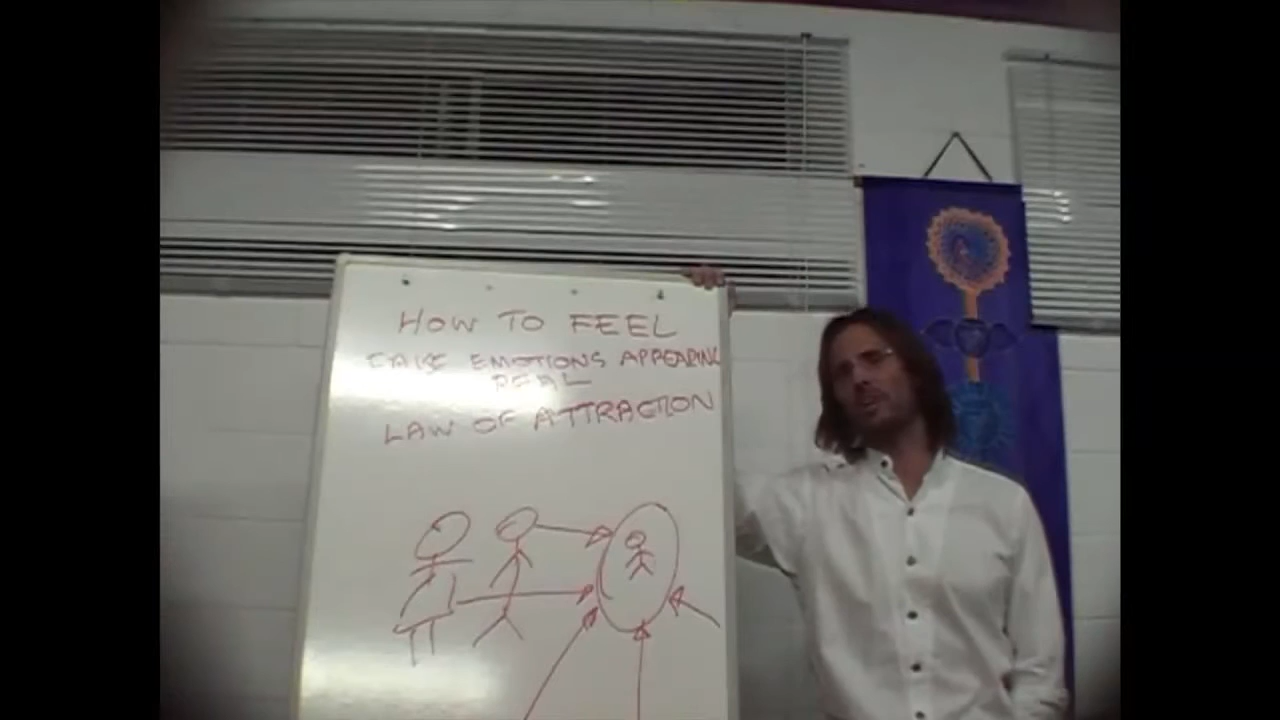 HOW TO FEEL
FALSE EMOTIONS APPEARING
REAL
LAW OF ATTRACTION